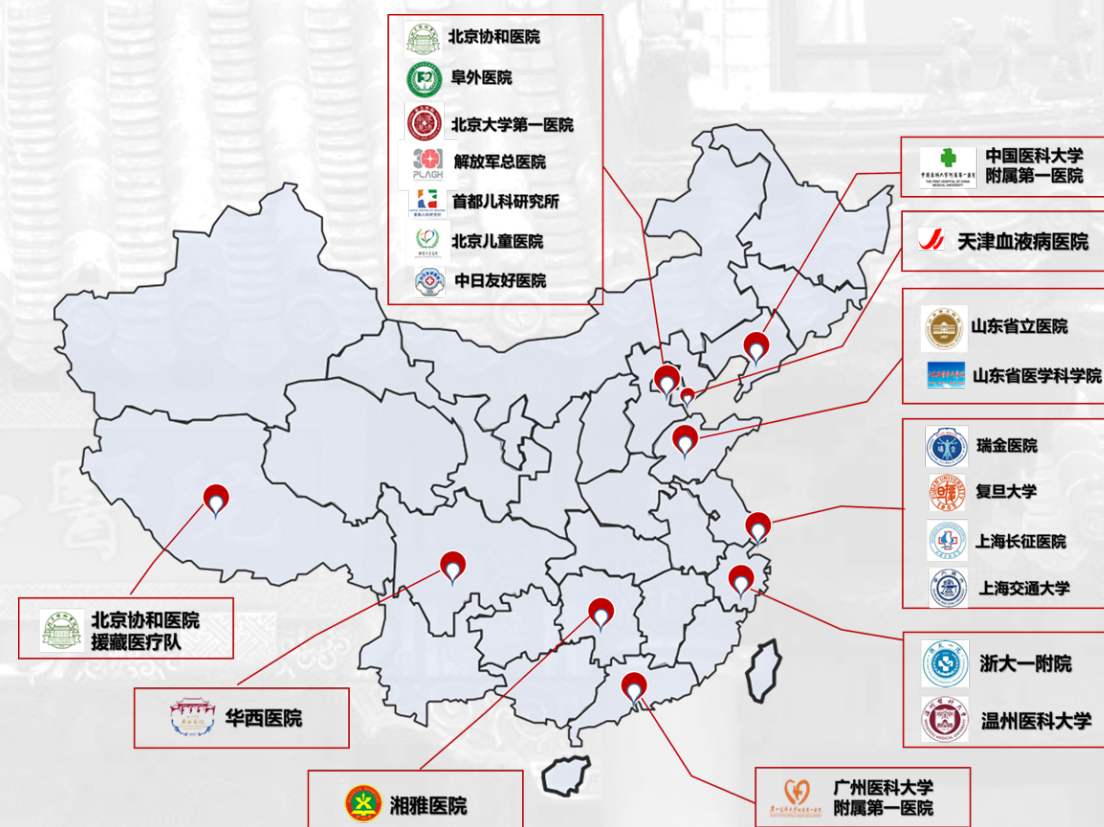 北京协和医院
阜外医院
北京大学第一医院
301
PLAGH
解放军总医院
首都儿科研究所
北京儿童医院
中日友好医院
中国医科大学
附属第一医院
天津血液病医院
山东省立医院
山东省医学科学院
瑞金医院
复旦大学
上海长征医院
上海交通大学
浙大一附院
温州医科大学
北京协和医院
援藏医疗队
华西医院
湘雅医院
广州医科大学
附属第一医院